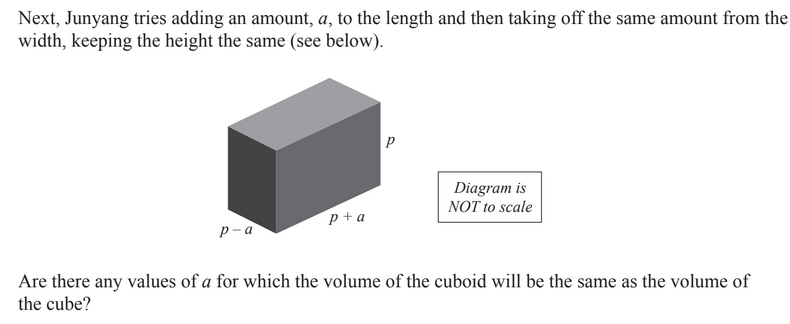 Next, Junyang tries adding an amount, a, to the length and then taking off the same amount from the
width, keeping the height the same (see below).
p
Diagram is
NOT to scale
p + a
p – a
Are there any values of a for which the volume of the cuboid will be the same as the volume of
the cube?